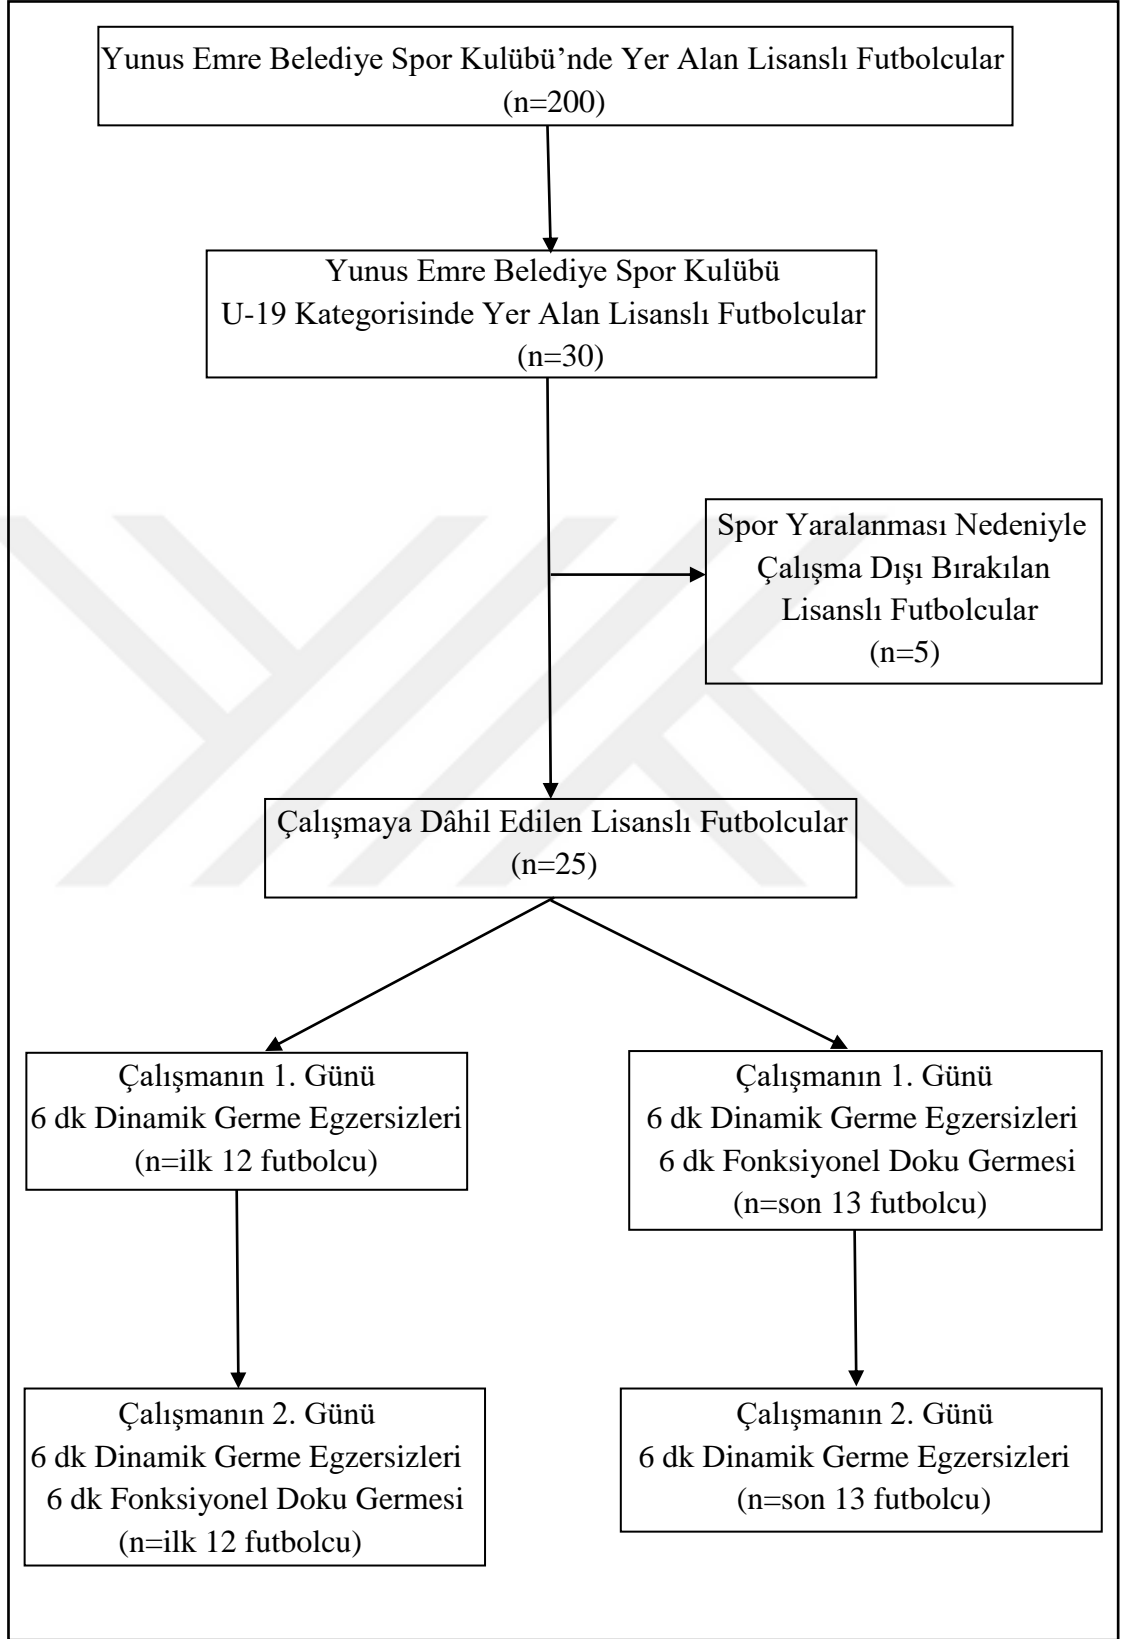 Yunus Emre Belediye Spor Kulübü’nde Yer Alan Lisanslı Futbolcular
(n=200)
Yunus Emre Belediye Spor Kulübü
U-19 Kategorisinde Yer Alan Lisanslı Futbolcular
(n=30)
Spor Yaralanması Nedeniyle
Çalışma Dışı Bırakılan
Lisanslı Futbolcular
(n=5)
Çalışmaya Dâhil Edilen Lisanslı Futbolcular
(n=25)
Çalışmanın 1. Günü
6 dk Dinamik Germe Egzersizleri
(n=ilk 12 futbolcu)
Çalışmanın 1. Günü
6 dk Dinamik Germe Egzersizleri
6 dk Fonksiyonel Doku Germesi
(n=son 13 futbolcu)
Çalışmanın 2. Günü
6 dk Dinamik Germe Egzersizleri
6 dk Fonksiyonel Doku Germesi
(n=ilk 12 futbolcu)
Çalışmanın 2. Günü
6 dk Dinamik Germe Egzersizleri
(n=son 13 futbolcu)